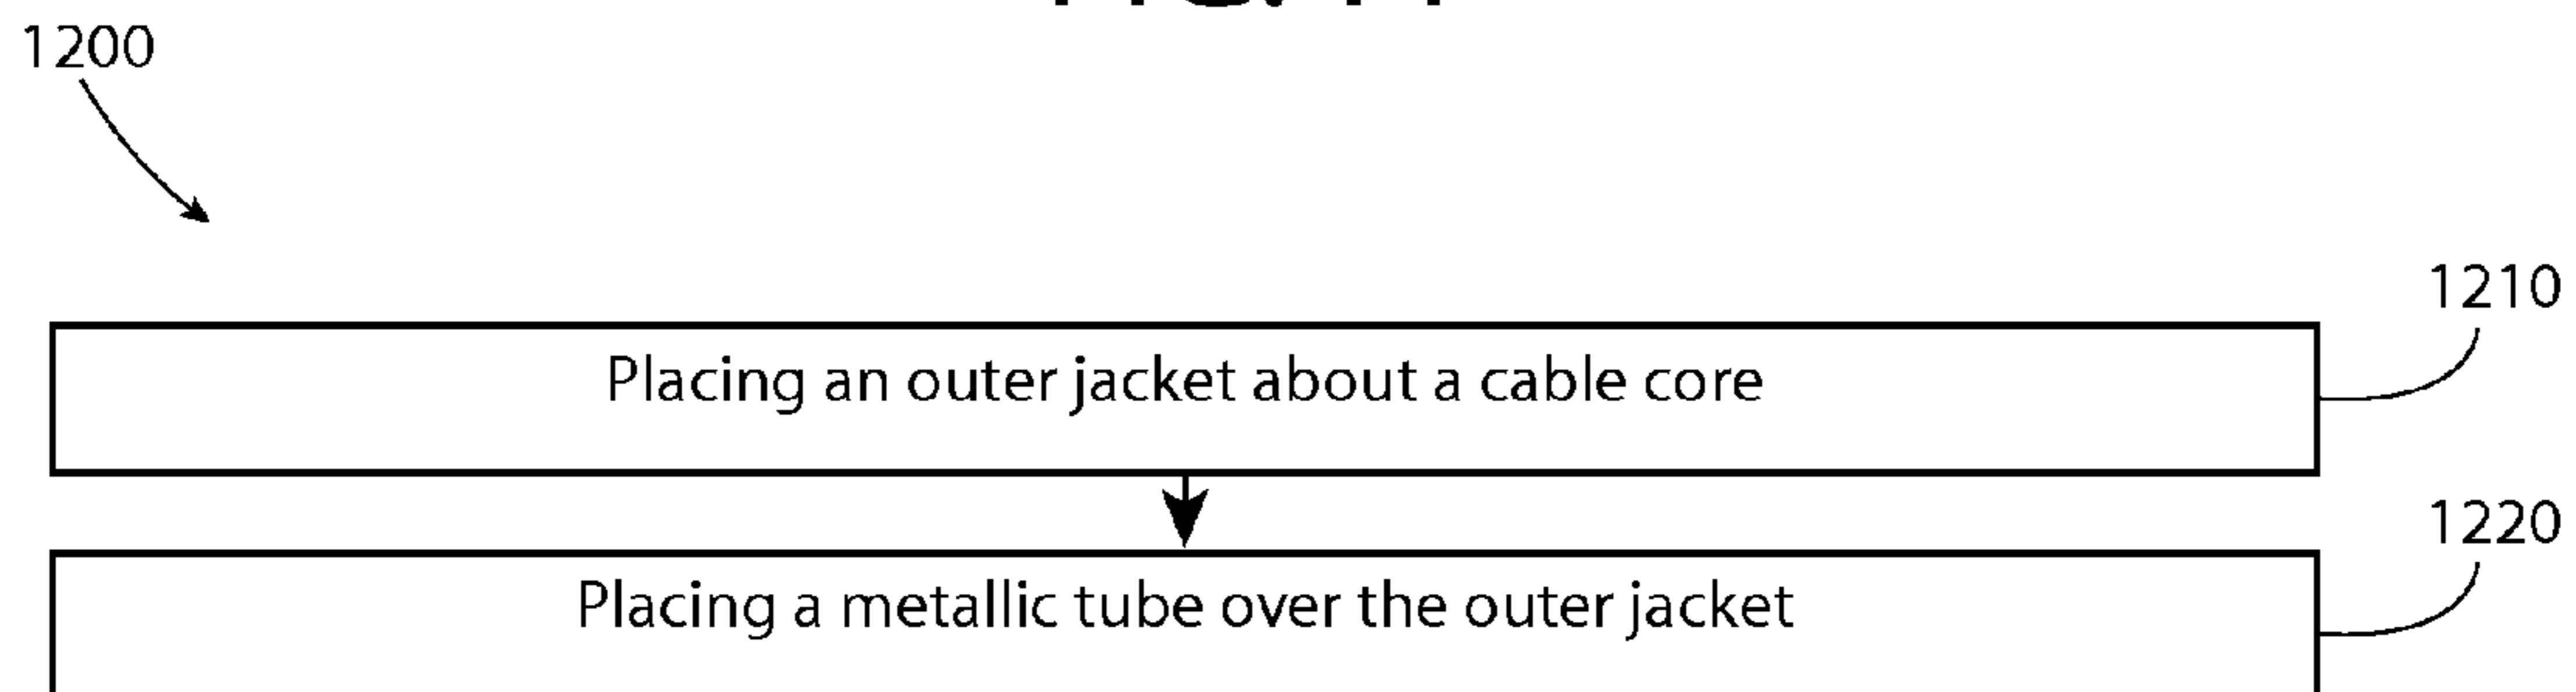 1200
1210
Placing an outer jacket about a cable core
1220
Placing a metallic tube over the outer jacket